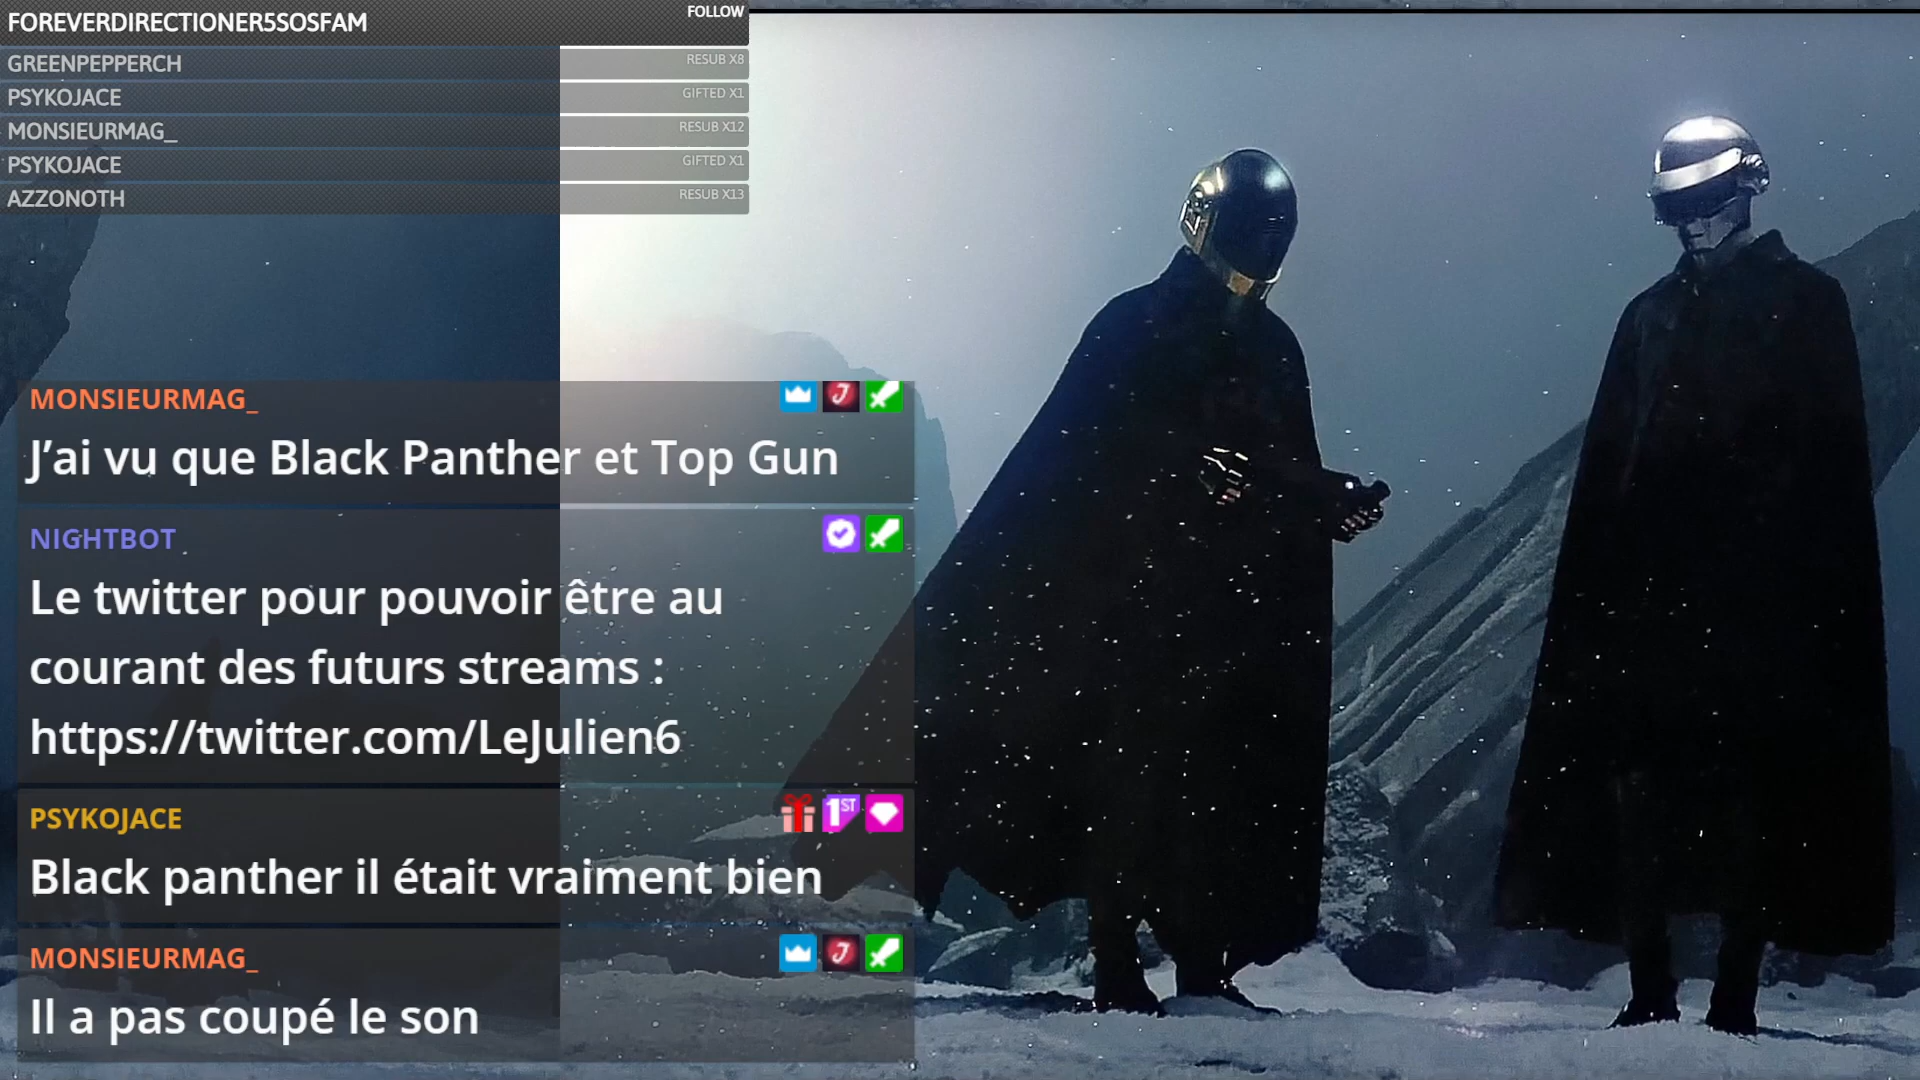 FOREVERDIRECTIONER5SOSFAM FOLLOW
GREENPEPPERCH RESUB X8
PSYKOJACE GIFTED X1
MONSIEURMAG_ RESUB X12
PSYKOJACE GIFTED X1
AZZONOTH RESUB X13
MONSIEURMAG_ J
J’ai vu que Black Panther et Top Gun
NIGHTBOT
Le twitter pour pouvoir être au
courant des futurs streams :
https://twitter.com/LeJulien6
PSYKOJACE 1ST
Black panther il était vraiment bien
MONSIEURMAG_ J
Il a pas coupé le son